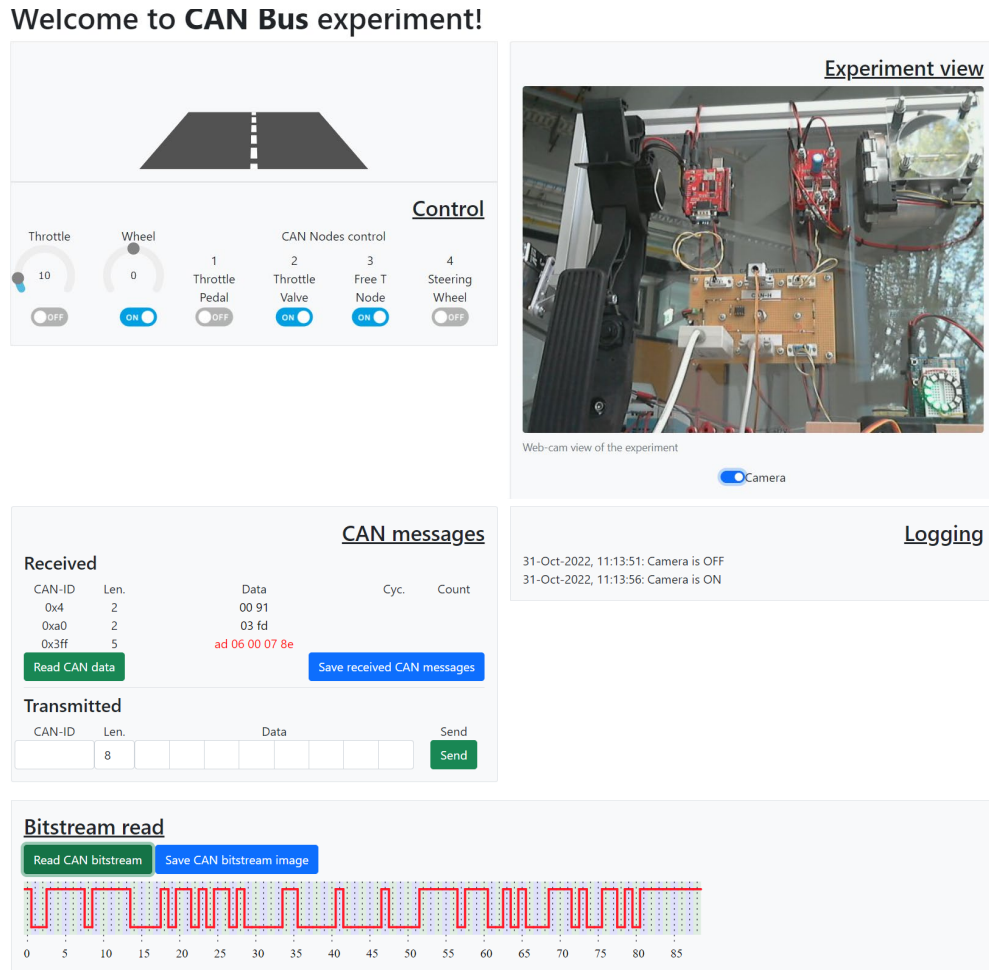 Welcome to CAN Bus experiment!
Experiment view
Control
Throttle Wheel CAN Nodes control
10 0
1 2 3 4
Throttle Throttle Free T Steering
Pedal Valve Node Wheel
OFF ON OFF ON ON OFF
CAN-H
Web-cam view of the experiment
Camera
CAN messages
Received
CAN-ID Len. Data Cyc. Count
0x4 2 00 91
0xa0 2 03 fd
0x3ff 5 ad 06 00 07 8e
Read CAN data Save received CAN messages
Transmitted
CAN-ID Len. Data Send
8 Send
Logging
31-Oct-2022, 11:13:51: Camera is OFF
31-Oct-2022, 11:13:56: Camera is ON
Bitstream read
Read CAN bitstream Save CAN bitstream image
0 5 10 15 20 25 30 35 40 45 50 55 60 65 70 75 80 85